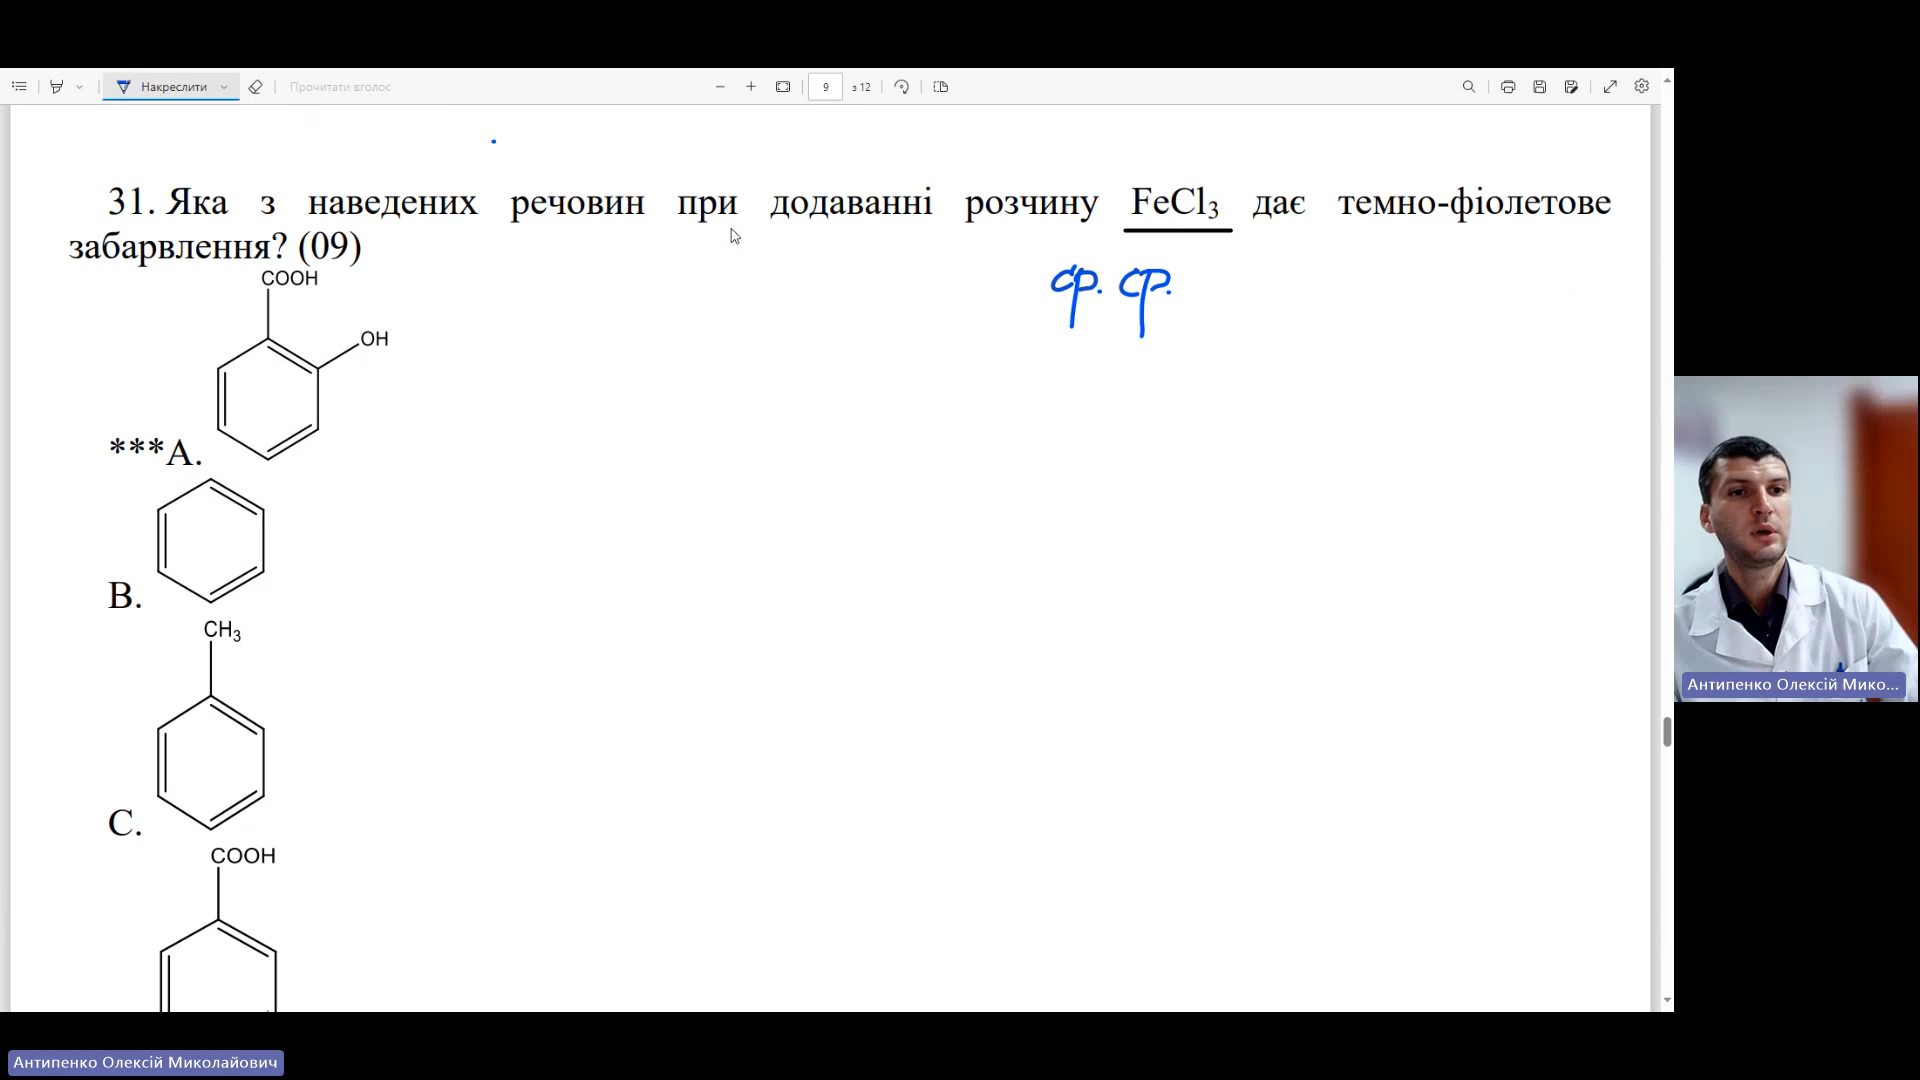 Накреслити
Прочитати вголос
9
з 12
31. Яка з наведених речовин при додаванні розчину FeCl₃ дає темно-фіолетове
забарвлення? (09)
ф. ф.
COOH
OH
***A.
B.
CH₃
C.
COOH
Антипенко Олексій Мико...
Антипенко Олексій Миколайович